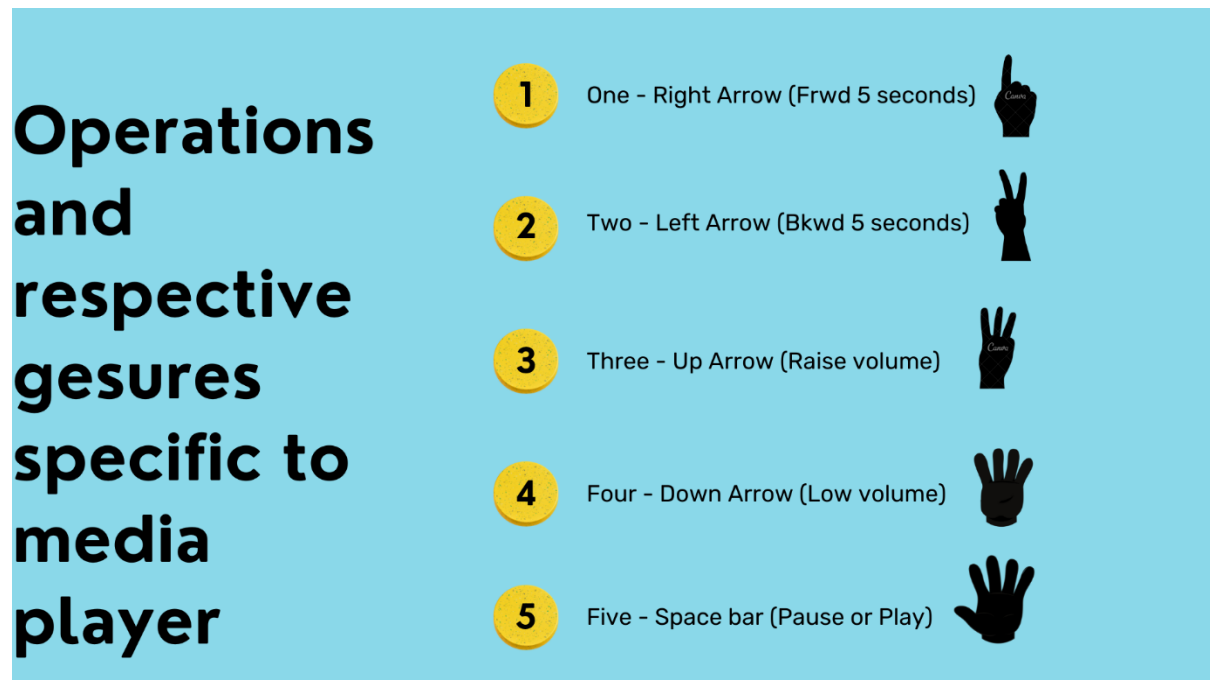 Operations
and
respective
gesures
specific to
media
player
1 One - Right Arrow (Frwd 5 seconds)
Canva
2 Two - Left Arrow (Bkwd 5 seconds)
3 Three - Up Arrow (Raise volume)
Canva
4 Four - Down Arrow (Low volume)
5 Five - Space bar (Pause or Play)